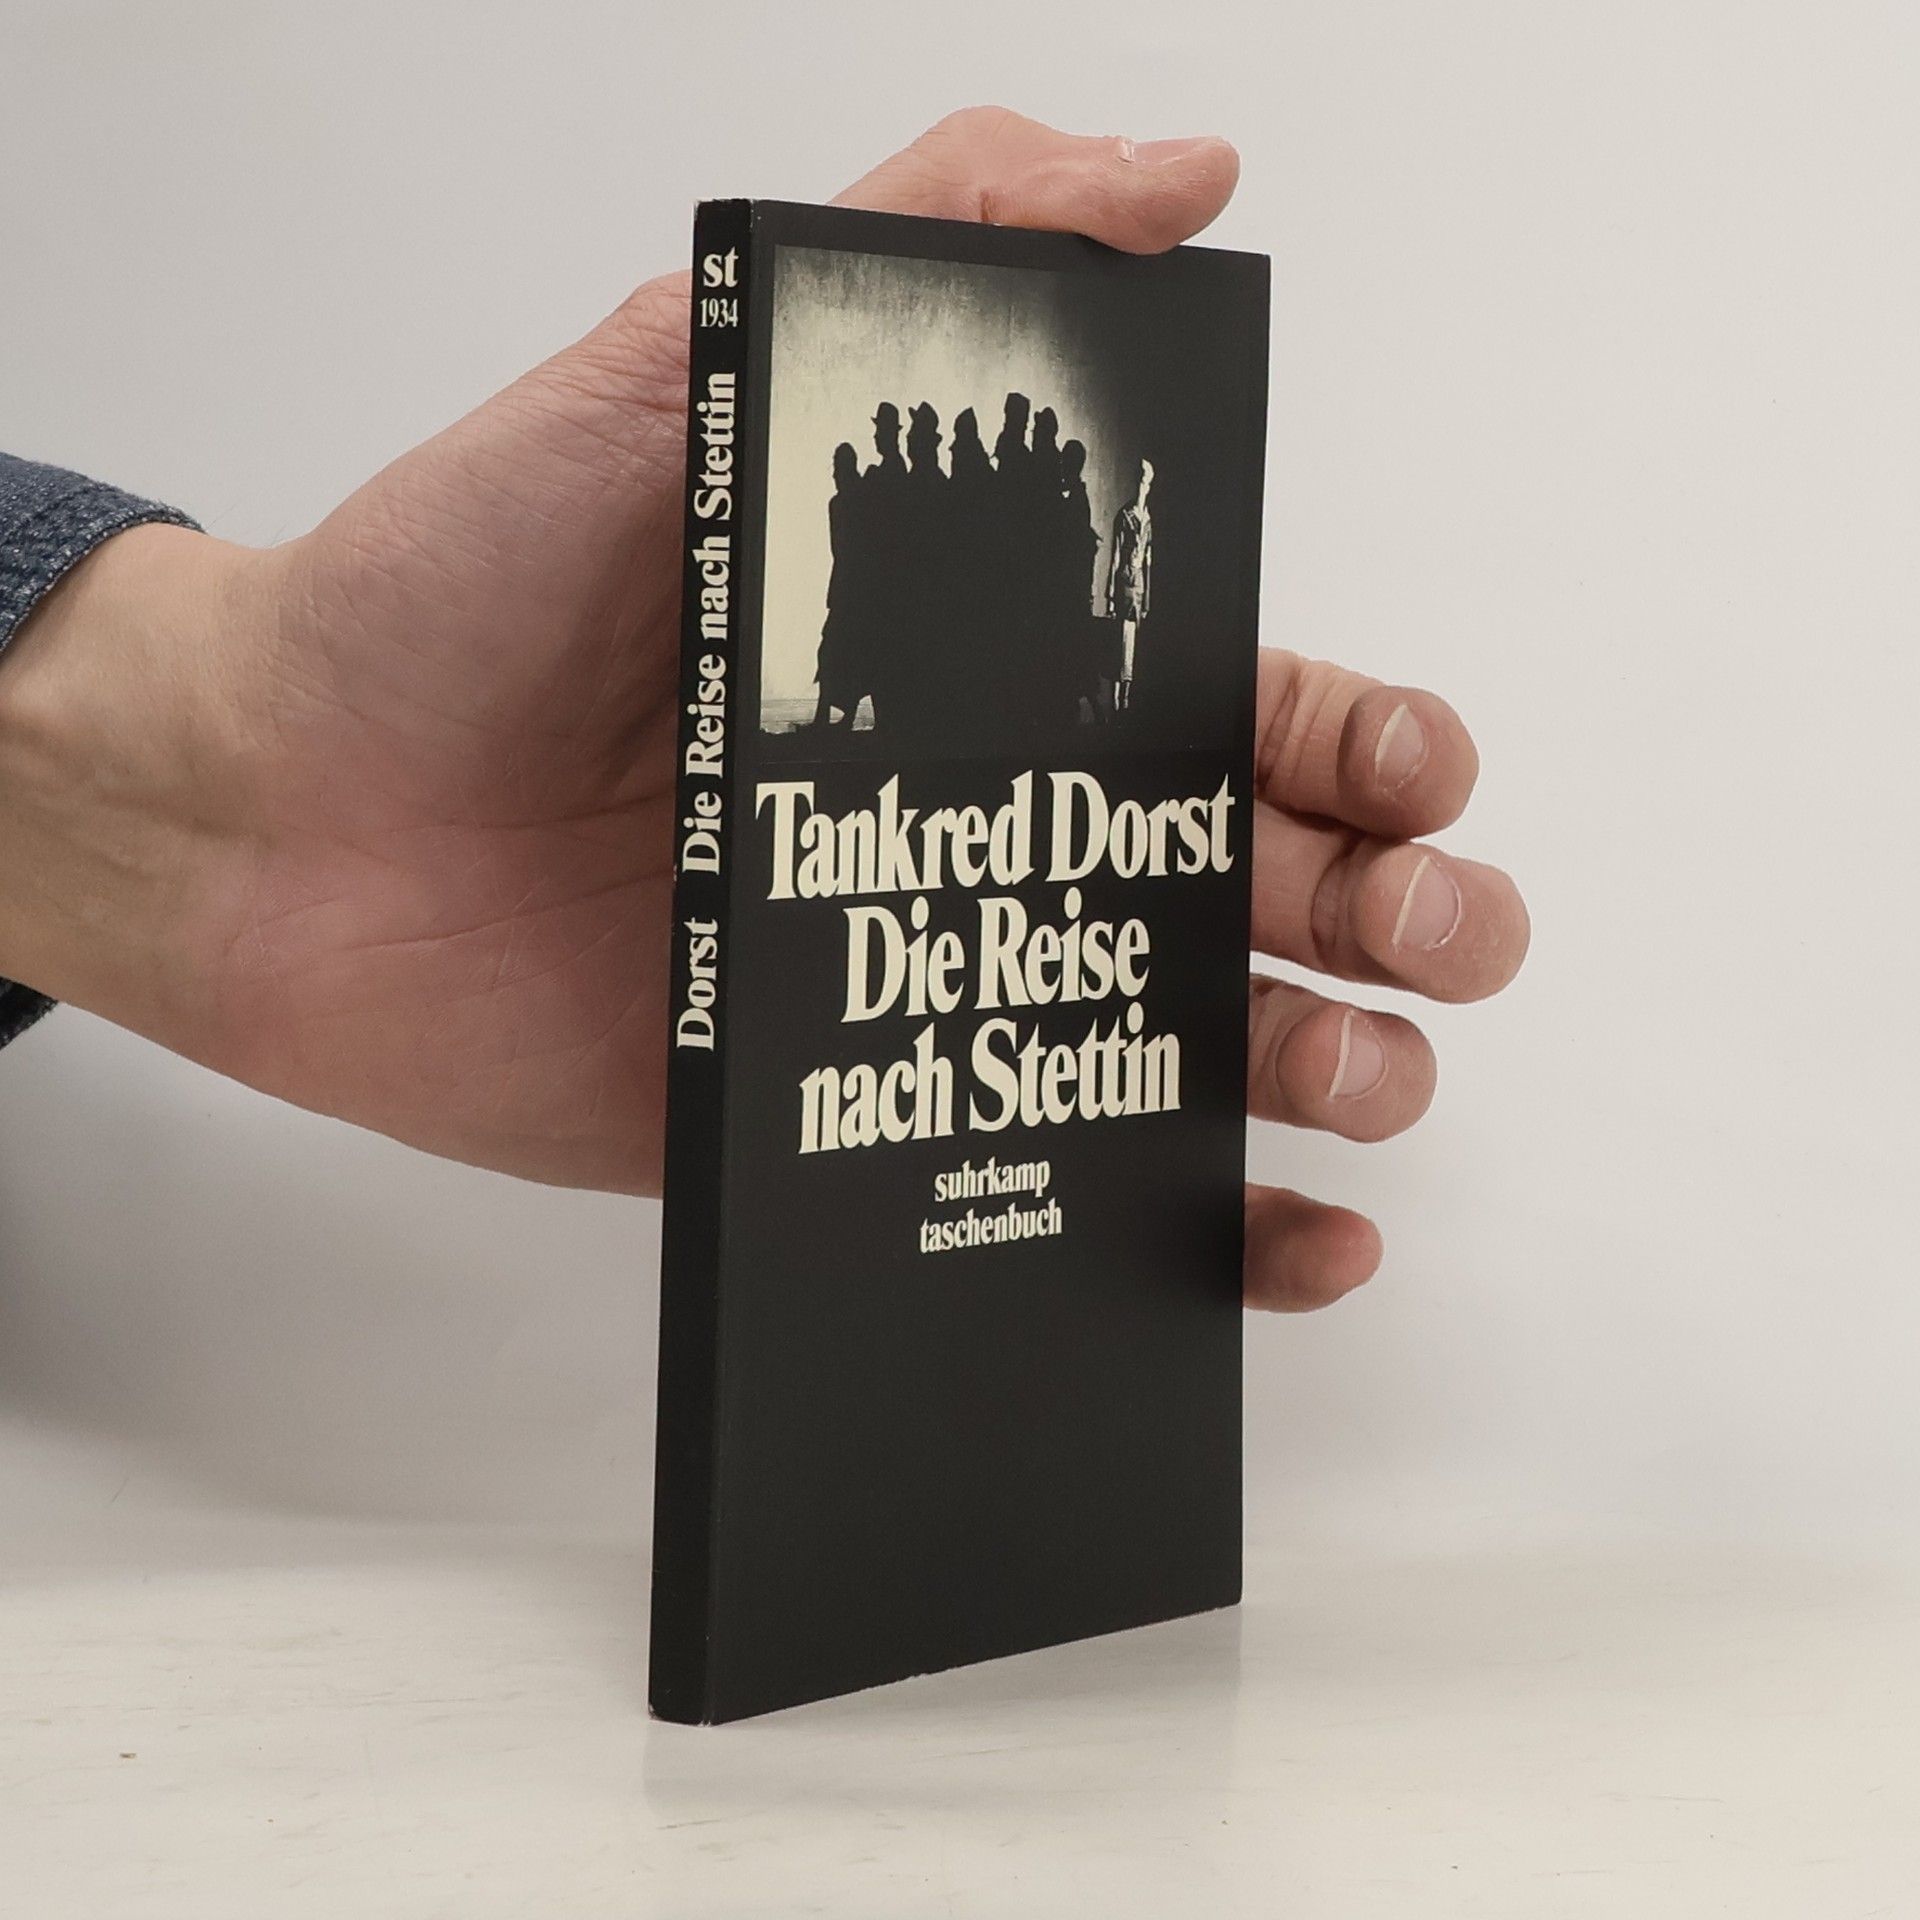 st
1934
Dorst Die Reise nach Stettin
Tankred Dorst
Die Reise
nach Stettin
suhrkamp
taschenbuch